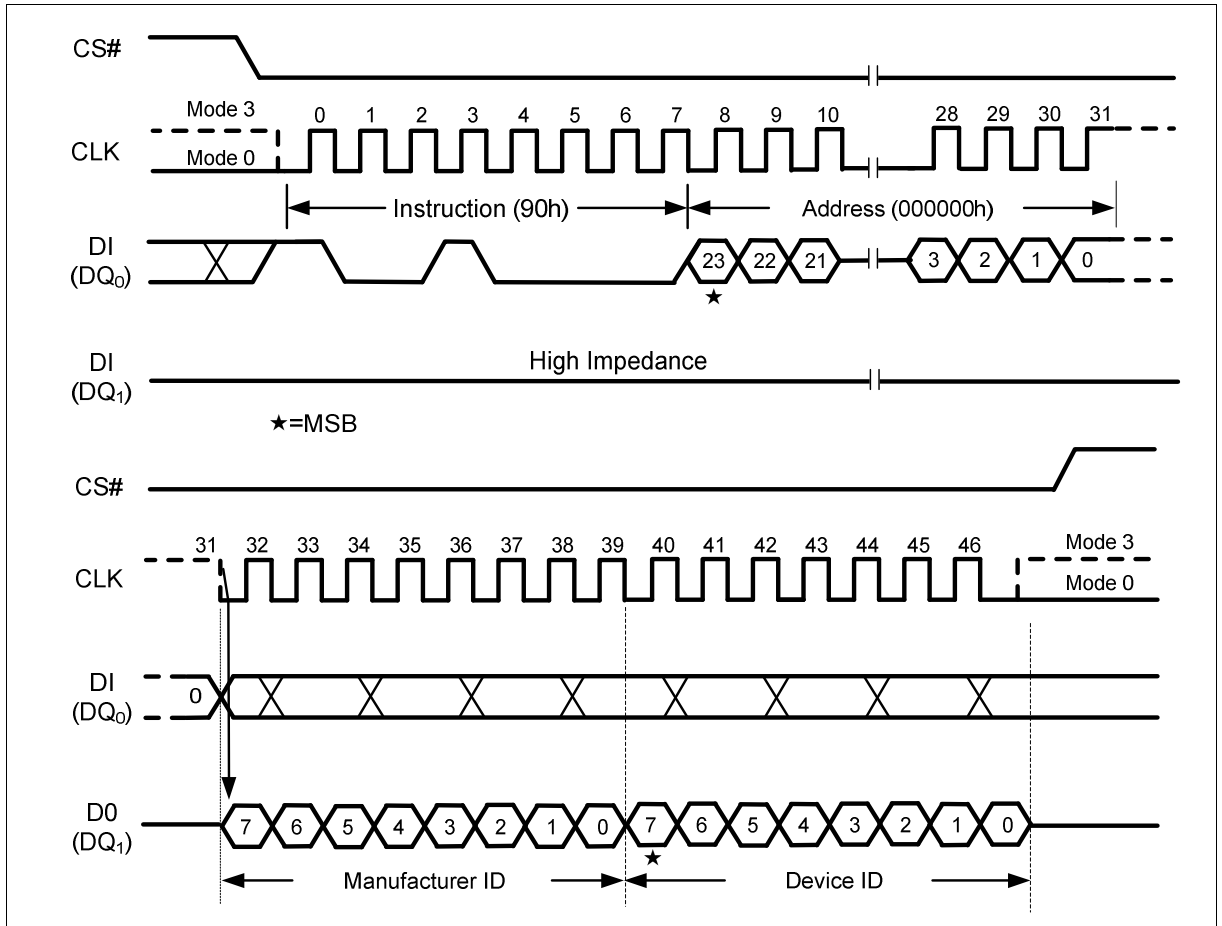 CS#
Mode 3
0 1 2 3 4 5 6 7 8 9 10 28 29 30 31
CLK
Mode 0
Instruction (90h) Address (000000h)
DI
(DQ0)
23 22 21 3 2 1 0
★
DI
(DQ1)
High Impedance
★=MSB
CS#
31 32 33 34 35 36 37 38 39 40 41 42 43 44 45 46
Mode 3
CLK
Mode 0
DI
(DQ0)
0
D0
(DQ1)
7 6 5 4 3 2 1 0 7 6 5 4 3 2 1 0
★
Manufacturer ID Device ID